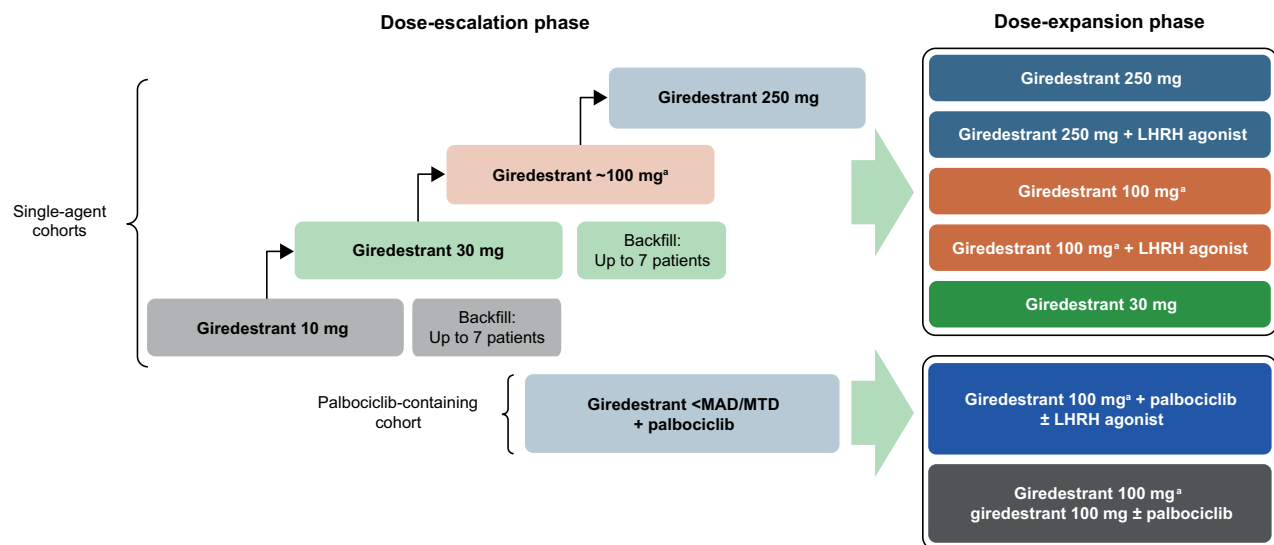 Dose-escalation phase
Dose-expansion phase
Single-agent
cohorts
Giredestrant 250 mg
Giredestrant ~100 mgᵃ
Giredestrant 30 mg
Backfill:
Up to 7 patients
Giredestrant 10 mg
Backfill:
Up to 7 patients
Palbociclib-containing
cohort
Giredestrant <MAD/MTD
+ palbociclib
Giredestrant 250 mg
Giredestrant 250 mg + LHRH agonist
Giredestrant 100 mgᵃ
Giredestrant 100 mgᵃ + LHRH agonist
Giredestrant 30 mg
Giredestrant 100 mgᵃ + palbociclib
± LHRH agonist
Giredestrant 100 mgᵃ
giredestrant 100 mg ± palbociclib